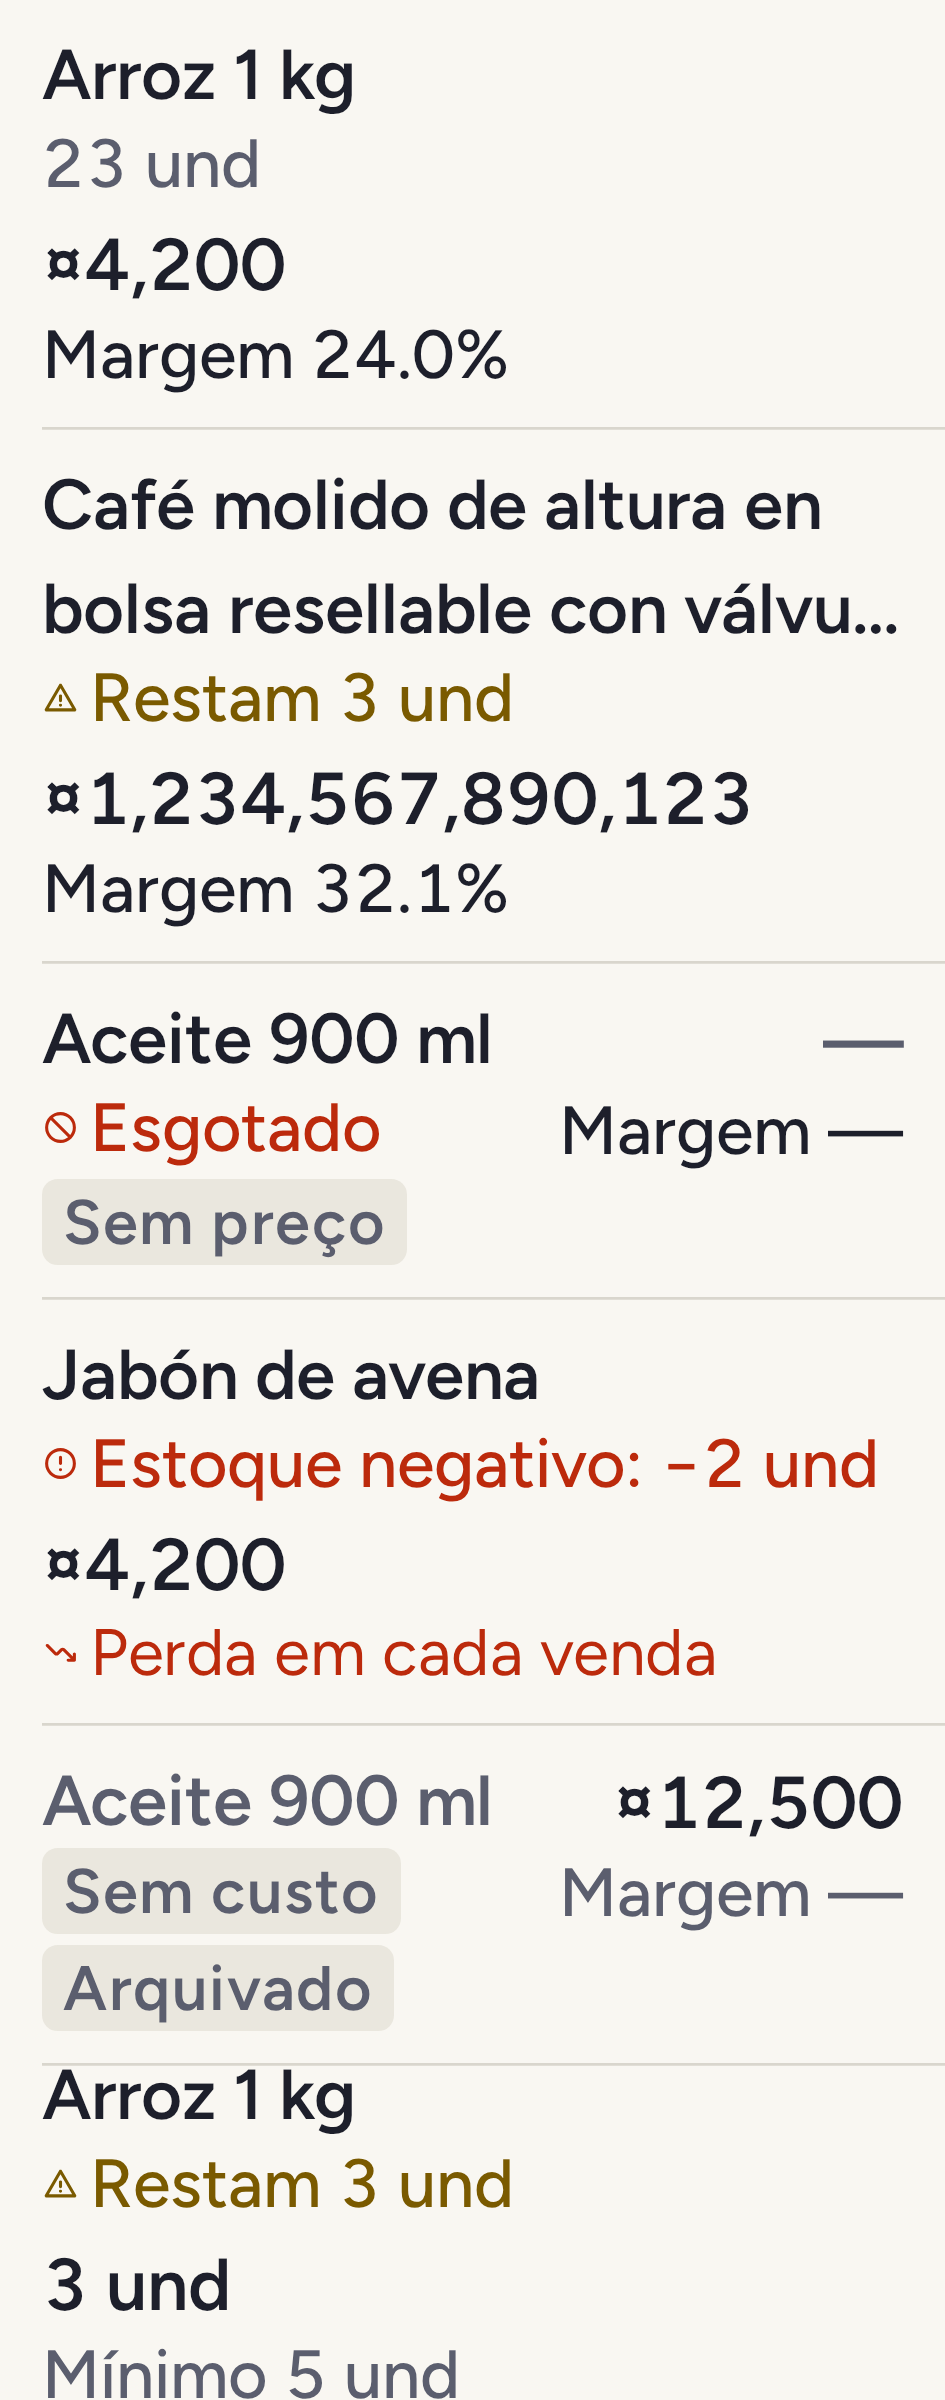 Arroz 1 kg
23 und
¤4,200
Margem 24.0%
Café molido de altura en
bolsa resellable con válvu...
Restam 3 und
¤1,234,567,890,123
Margem 32.1%
Aceite 900 ml —
Esgotado Margem —
Sem preço
Jabón de avena
Estoque negativo: −2 und
¤4,200
Perda em cada venda
Aceite 900 ml ¤12,500
Sem custo Margem —
Arquivado
Arroz 1 kg
Restam 3 und
3 und
Mínimo 5 und